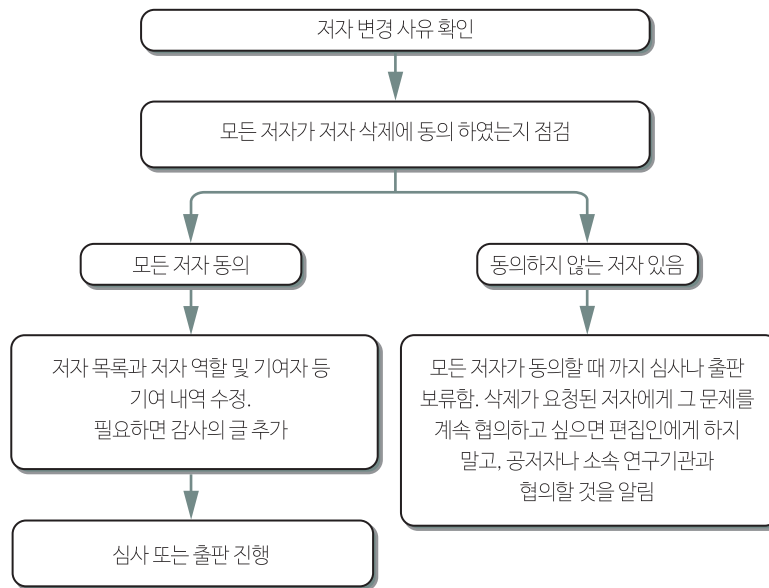 저자 변경 사유 확인
모든 저자가 저자 삭제에 동의 하였는지 점검
모든 저자 동의
동의하지 않는 저자 있음
저자 목록과 저자 역할 및 기여자 등
기여 내역 수정.
필요하면 감사의 글 추가
모든 저자가 동의할 때 까지 심사나 출판
보류함. 삭제가 요청된 저자에게 그 문제를
계속 협의하고 싶으면 편집인에게 하지
말고, 공저자나 소속 연구기관과
협의할 것을 알림
심사 또는 출판 진행